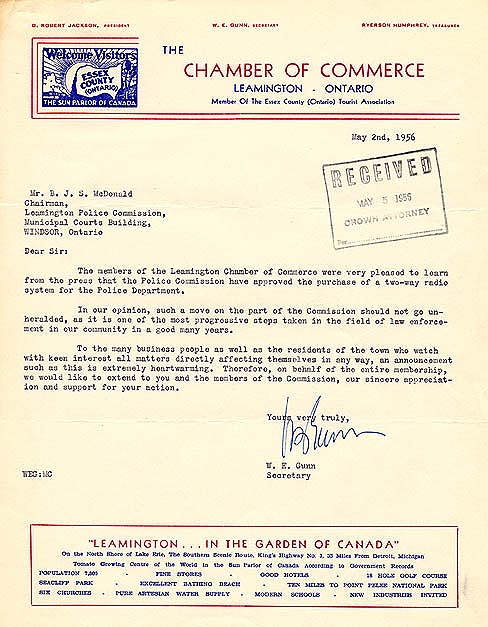 D. ROBERT JACKSON, PRESIDENT
W. E. GUNN, SECRETARY
RYERSON HUMPHREY, TREASURER
Welcome Visitors
ESSEX
COUNTY
(ONTARIO)
THE SUN PARLOR OF CANADA
THE
CHAMBER OF COMMERCE
LEAMINGTON - ONTARIO
Member Of The Essex County (Ontario) Tourist Association
May 2nd, 1956
RECEIVED
MAY 5 1956
CROWN ATTORNEY
Per
Mr. B. J. S. McDonald
Chairman,
Leamington Police Commission,
Municipal Courts Building,
WINDSOR, Ontario
Dear Sir:
The members of the Leamington Chamber of Commerce were very pleased to learn
from the press that the Police Commission have approved the purchase of a two-way radio
system for the Police Department.
In our opinion, such a move on the part of the Commission should not go un-
heralded, as it is one of the most progressive steps taken in the field of law enforce-
ment in our community in a good many years.
To the many business people as well as the residents of the town who watch
with keen interest all matters directly affecting themselves in any way, an announcement
such as this is extremely heartwarming. Therefore, on behalf of the entire membership,
we would like to extend to you and the members of the Commission, our sincere appreciat-
ion and support for your action.
Yours very truly,
W. E. Gunn
W. E. Gunn
Secretary
WEG:MC
"LEAMINGTON . . . IN THE GARDEN OF CANADA"
On the North Shore of Lake Erie, The Southern Scenic Route, King's Highway No. 3, 33 Miles From Detroit, Michigan
Tomato Growing Centre of the World in the Sun Parlor of Canada According to Government Records
POPULATION 7,005 - FINE STORES - GOOD HOTELS - 18 HOLE GOLF COURSE
SEACLIFF PARK - EXCELLENT BATHING BEACH - TEN MILES TO POINT PELEE NATIONAL PARK
SIX CHURCHES - PURE ARTESIAN WATER SUPPLY - MODERN SCHOOLS - NEW INDUSTRIES INVITED